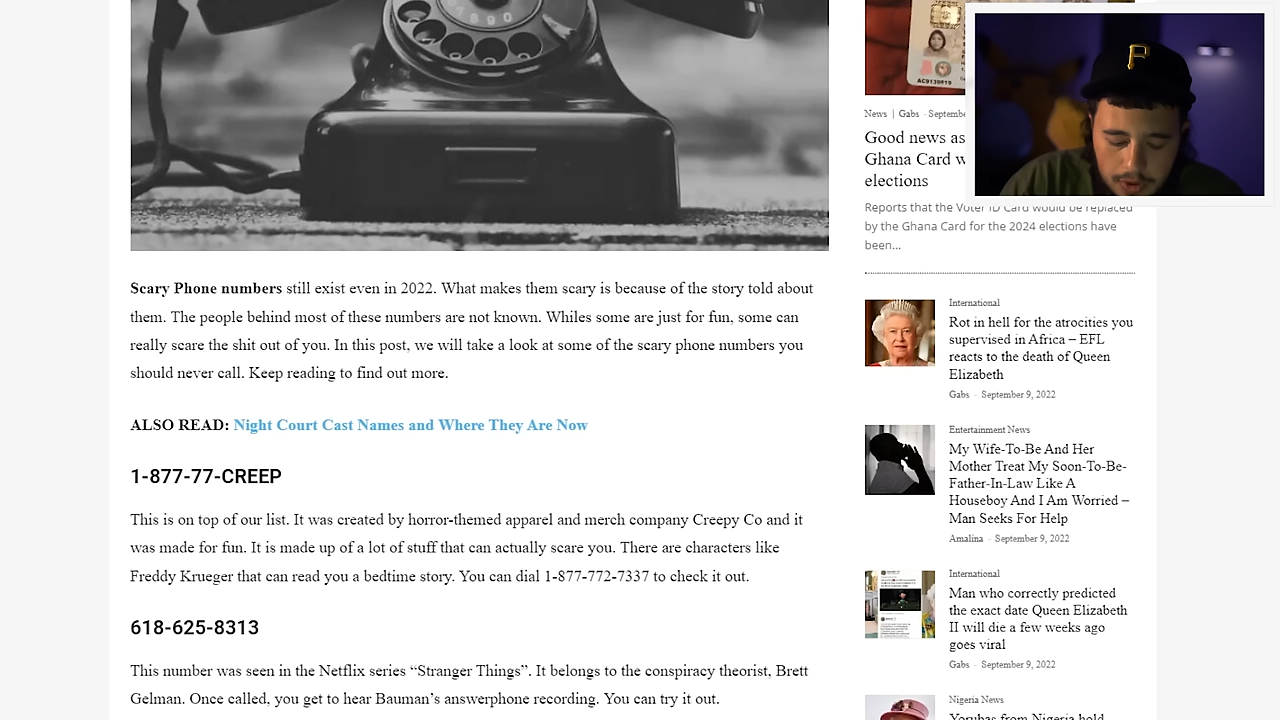 Scary Phone numbers still exist even in 2022. What makes them scary is because of the story told about
them. The people behind most of these numbers are not known. Whiles some are just for fun, some can
really scare the shit out of you. In this post, we will take a look at some of the scary phone numbers you
should never call. Keep reading to find out more.
ALSO READ: Night Court Cast Names and Where They Are Now
1-877-77-CREEP
This is on top of our list. It was created by horror-themed apparel and merch company Creepy Co and it
was made for fun. It is made up of a lot of stuff that can actually scare you. There are characters like
Freddy Krueger that can read you a bedtime story. You can dial 1-877-772-7337 to check it out.
618-625-8313
This number was seen in the Netflix series “Stranger Things”. It belongs to the conspiracy theorist, Brett
Gelman. Once called, you get to hear Bauman’s answerphone recording. You can try it out.
AC9139619
F
News | Gabs -
Good news as
Ghana Card
elections
Reports that the Voter ID Card would be replaced
by the Ghana Card for the 2024 elections have
been...
International
Rot in hell for the atrocities you
supervised in Africa – EFL
reacts to the death of Queen
Elizabeth
Gabs - September 9, 2022
Entertainment News
My Wife-To-Be And Her
Mother Treat My Soon-To-Be-
Father-In-Law Like A
Houseboy And I Am Worried –
Man Seeks For Help
Amalina - September 9, 2022
International
Man who correctly predicted
the exact date Queen Elizabeth
II will die a few weeks ago
goes viral
Gabs - September 9, 2022
Nigeria News
Yorubas from Nigeria hold